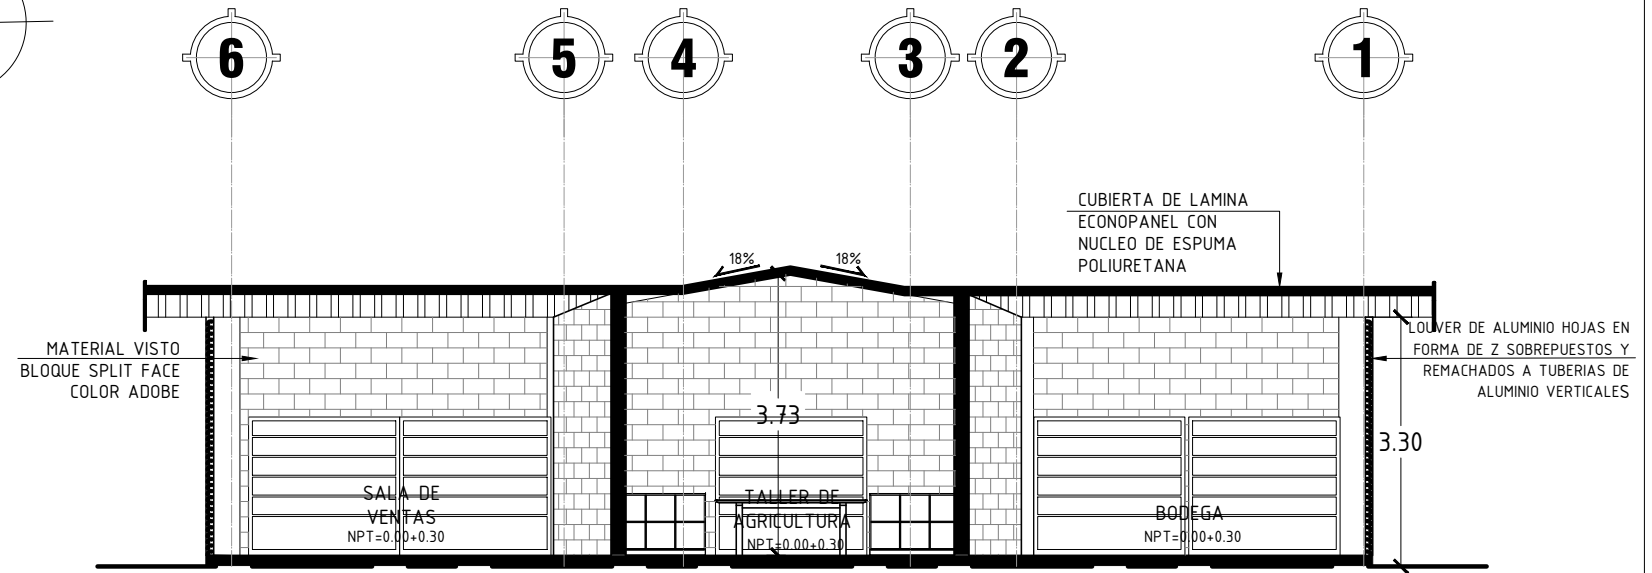 6 5 4 3 2 1
CUBIERTA DE LAMINA
ECONOPANEL CON
NUCLEO DE ESPUMA
POLIURETANA
18% 18%
MATERIAL VISTO
BLOQUE SPLIT FACE
COLOR ADOBE
LOUVER DE ALUMINIO HOJAS EN
FORMA DE Z SOBREPUESTOS Y
REMACHADOS A TUBERIAS DE
ALUMINIO VERTICALES
3.73
3.30
SALA DE
VENTAS
NPT=0.00+0.30
TALLER DE
AGRICULTURA
NPT=0.00+0.30
BODEGA
NPT=0.00+0.30